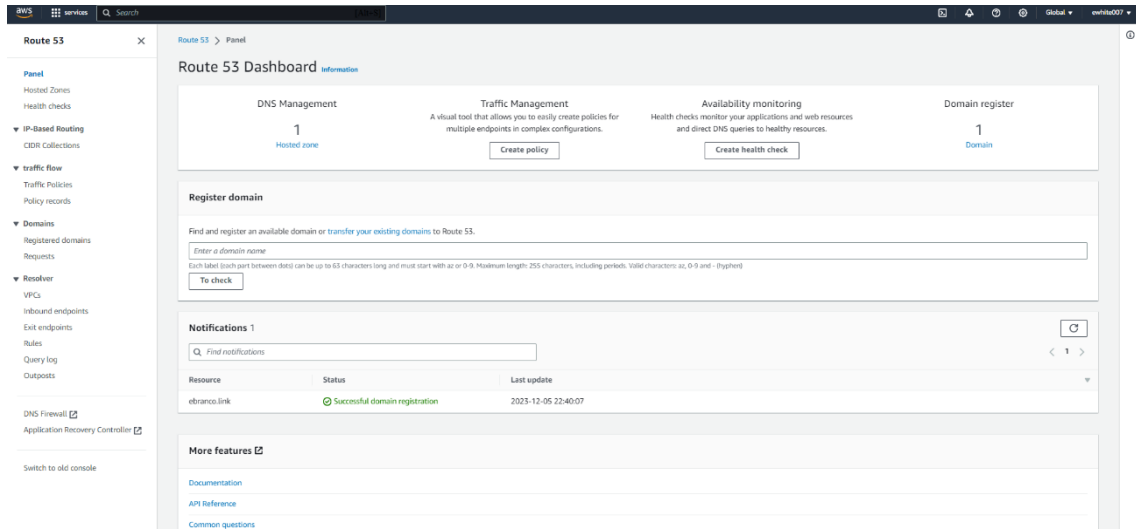 aws
services
Search
Global
ewhite007
Route 53
Panel
Hosted Zones
Health checks
IP-Based Routing
CIDR Collections
traffic flow
Traffic Policies
Policy records
Domains
Registered domains
Requests
Resolver
VPCs
Inbound endpoints
Exit endpoints
Rules
Query log
Outposts
DNS Firewall
Application Recovery Controller
Switch to old console
Route 53 > Panel
Route 53 Dashboard Information
DNS Management
1
Hosted zone
Traffic Management
A visual tool that allows you to easily create policies for
multiple endpoints in complex configurations.
Create policy
Availability monitoring
Health checks monitor your applications and web resources
and direct DNS queries to healthy resources.
Create health check
Domain register
1
Domain
Register domain
Find and register an available domain or transfer your existing domains to Route 53.
Enter a domain name
Each label (each part between dots) can be up to 63 characters long and must start with az or 0-9. Maximum length: 255 characters, including periods. Valid characters: az, 0-9 and - (hyphen)
To check
Notifications 1
Find notifications
1
Resource Status Last update
ebranco.link Successful domain registration 2023-12-05 22:40:07
More features
Documentation
API Reference
Common questions